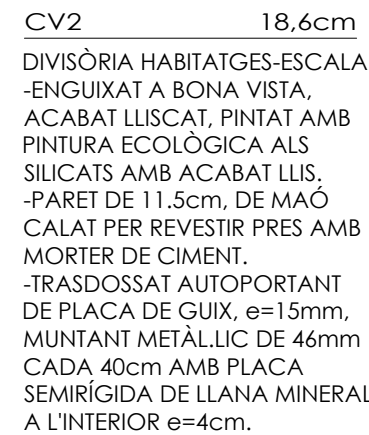 CV2 18,6cm
DIVISÒRIA HABITATGES-ESCALA
-ENGUIXAT A BONA VISTA,
ACABAT LLISCAT, PINTAT AMB
PINTURA ECOLÒGICA ALS
SILICATS AMB ACABAT LLIS.
-PARET DE 11.5cm, DE MAÓ
CALAT PER REVESTIR PRES AMB
MORTER DE CIMENT.
-TRASDOSSAT AUTOPORTANT
DE PLACA DE GUIX, e=15mm,
MUNTANT METÀL.LIC DE 46mm
CADA 40cm AMB PLACA
SEMIRÍGIDA DE LLANA MINERAL
A L'INTERIOR e=4cm.